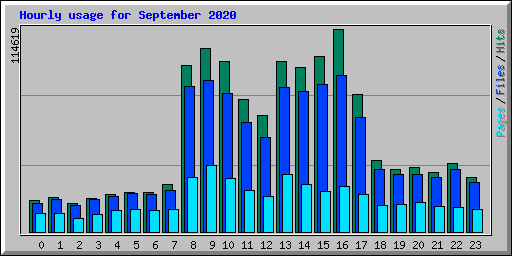 Hourly usage for September 2020
114619
Pages/Files/Hits
0 1 2 3 4 5 6 7 8 9 10 11 12 13 14 15 16 17 18 19 20 21 22 23